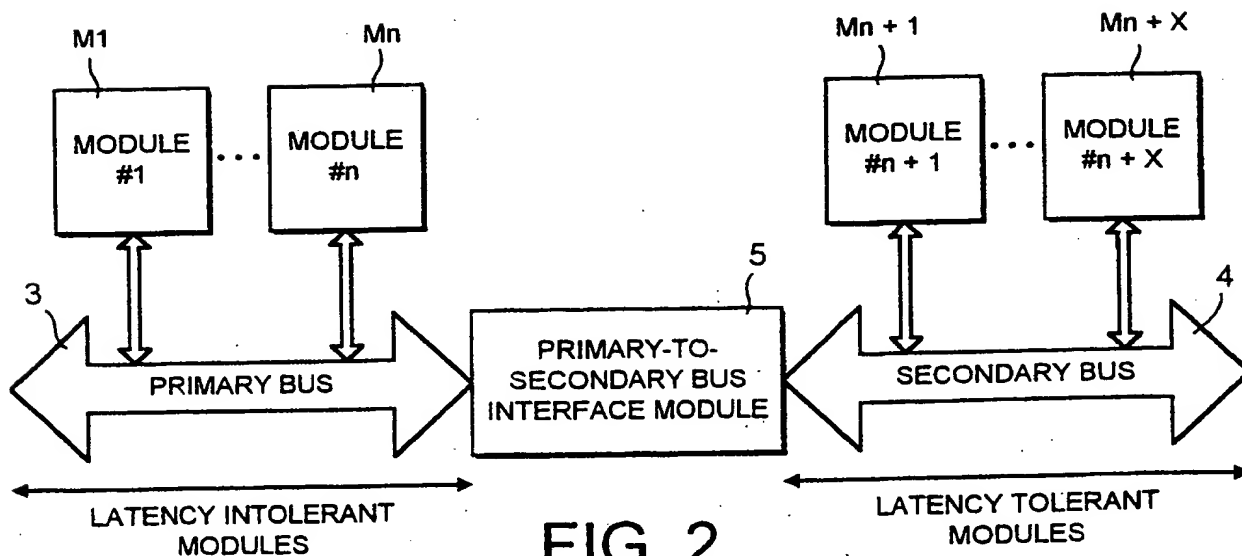 M1
Mn
Mn + 1
Mn + X
MODULE
#1
MODULE
#n
MODULE
#n + 1
MODULE
#n + X
3
5
4
PRIMARY BUS
PRIMARY-TO-
SECONDARY BUS
INTERFACE MODULE
SECONDARY BUS
LATENCY INTOLERANT
MODULES
LATENCY TOLERANT
MODULES
FIG. 2